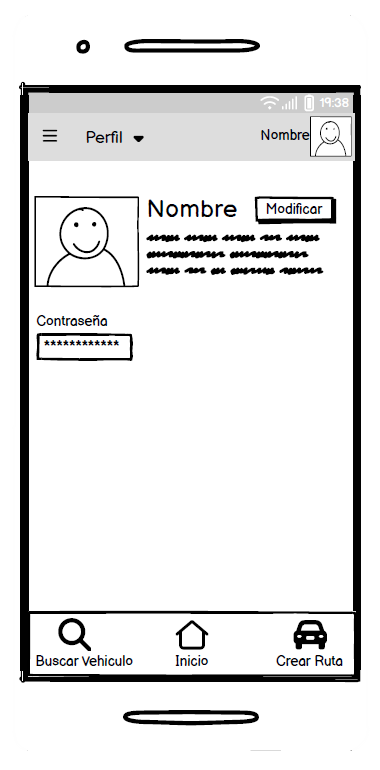 19:38
Perfil
Nombre
Nombre
Modificar
Contraseña
************
Buscar Vehiculo
Inicio
Crear Ruta